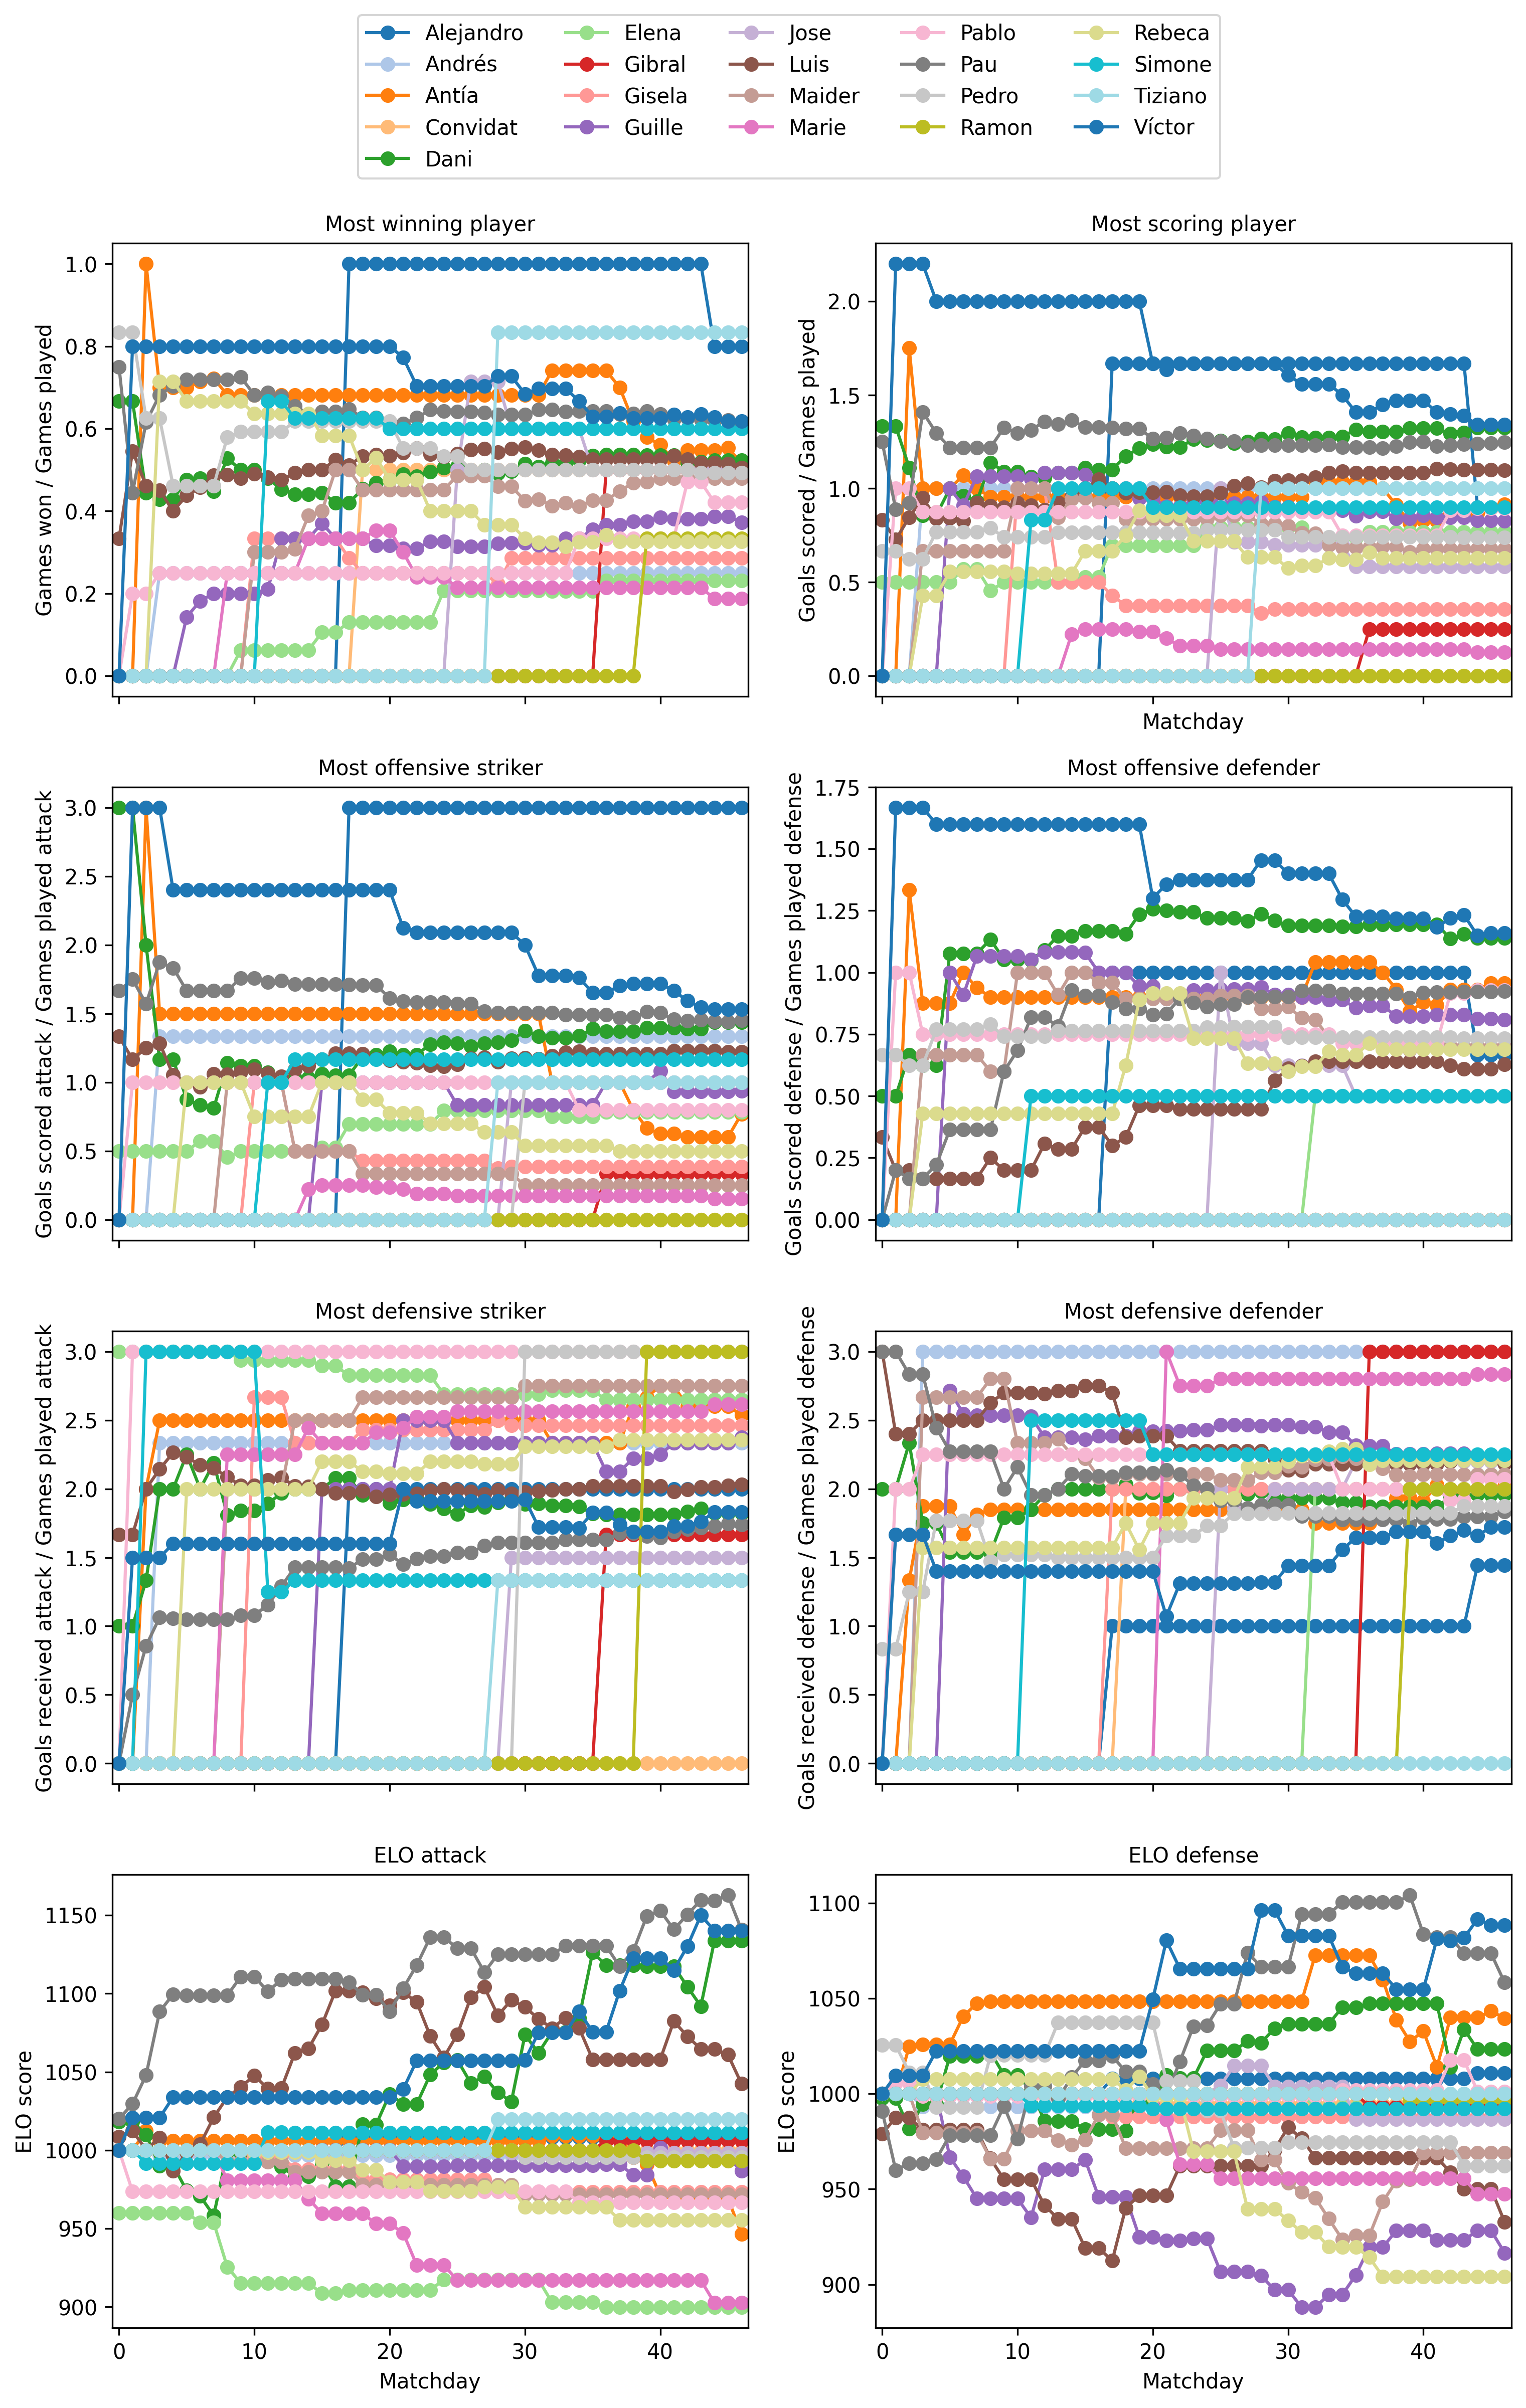 Alejandro Elena Jose Pablo Rebeca
Andrés Gibral Luis Pau Simone
Antía Gisela Maider Pedro Tiziano
Convidat Guille Marie Ramon Víctor
Dani
Most winning player
Games won / Games played
1.0
0.8
0.6
0.4
0.2
0.0
Most scoring player
Goals scored / Games played
2.0
1.5
1.0
0.5
0.0
Matchday
Most offensive striker
Goals scored attack / Games played attack
3.0
2.5
2.0
1.5
1.0
0.5
0.0
Most offensive defender
Goals scored defense / Games played defense
1.75
1.50
1.25
1.00
0.75
0.50
0.25
0.00
Most defensive striker
Goals received attack / Games played attack
3.0
2.5
2.0
1.5
1.0
0.5
0.0
Most defensive defender
Goals received defense / Games played defense
3.0
2.5
2.0
1.5
1.0
0.5
0.0
ELO attack
ELO score
1150
1100
1050
1000
950
900
0 10 20 30 40
Matchday
ELO defense
ELO score
1100
1050
1000
950
900
0 10 20 30 40
Matchday